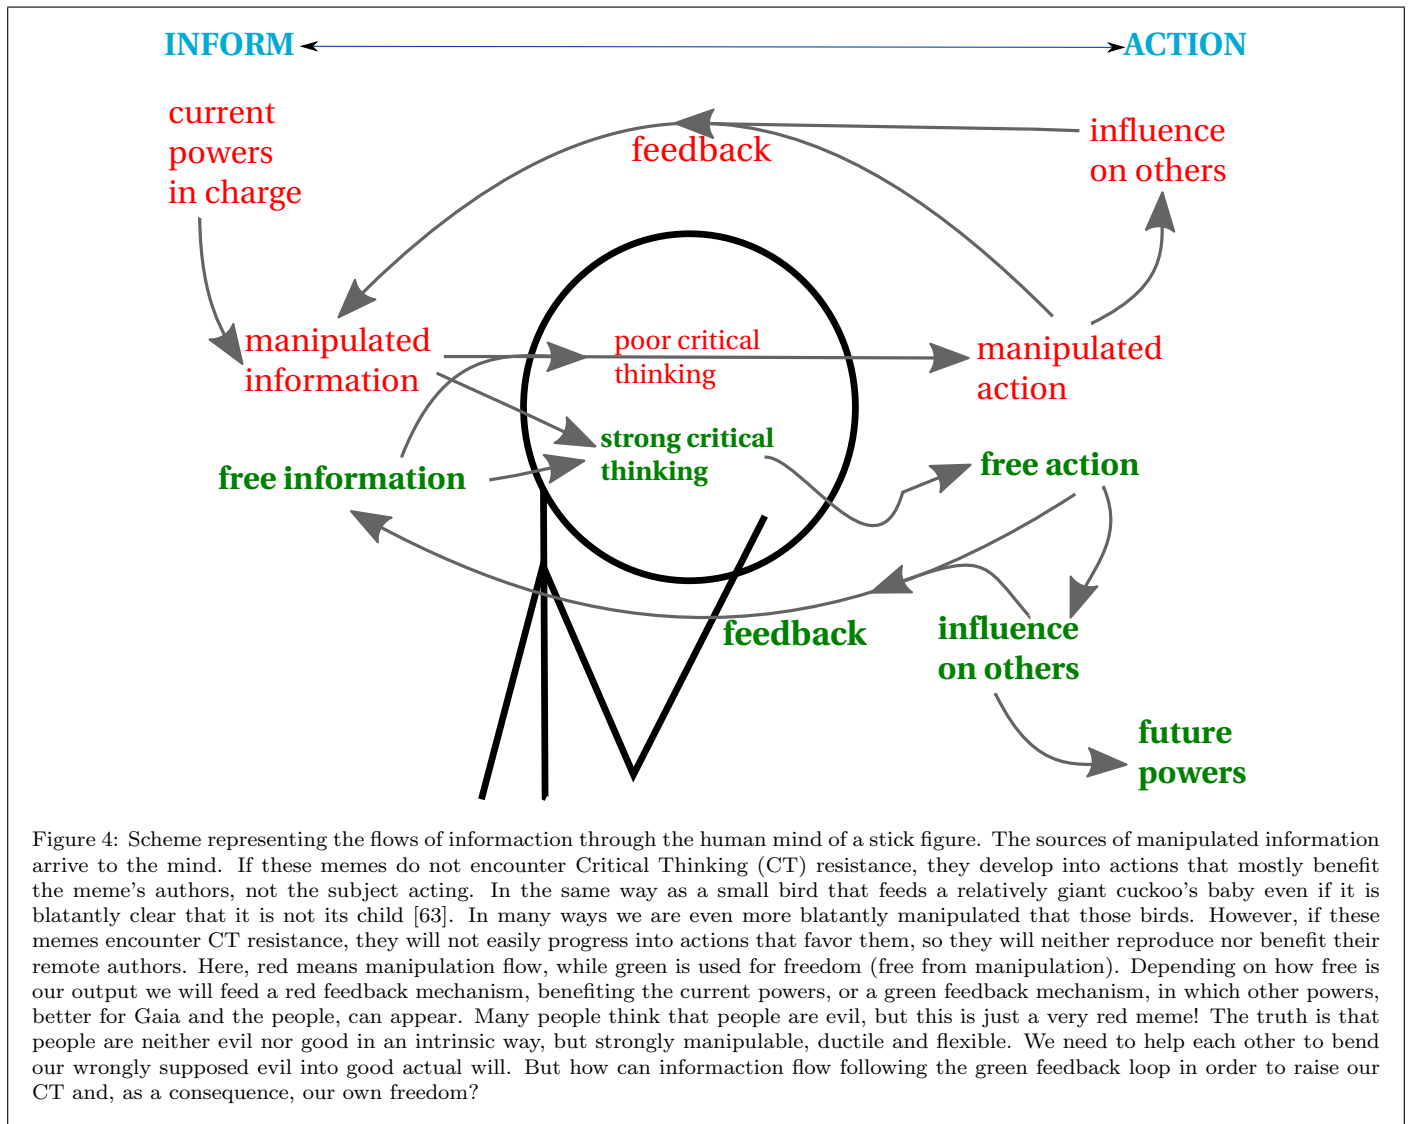 INFORM
ACTION
current
powers
in charge
feedback
influence
on others
manipulated
information
poor critical
thinking
manipulated
action
strong critical
thinking
free information
free action
feedback
influence
on others
future
powers
Figure 4: Scheme representing the flows of informaction through the human mind of a stick figure. The sources of manipulated information
arrive to the mind. If these memes do not encounter Critical Thinking (CT) resistance, they develop into actions that mostly benefit
the meme's authors, not the subject acting. In the same way as a small bird that feeds a relatively giant cuckoo's baby even if it is
blatantly clear that it is not its child [63]. In many ways we are even more blatantly manipulated that those birds. However, if these
memes encounter CT resistance, they will not easily progress into actions that favor them, so they will neither reproduce nor benefit their
remote authors. Here, red means manipulation flow, while green is used for freedom (free from manipulation). Depending on how free is
our output we will feed a red feedback mechanism, benefiting the current powers, or a green feedback mechanism, in which other powers,
better for Gaia and the people, can appear. Many people think that people are evil, but this is just a very red meme! The truth is that
people are neither evil nor good in an intrinsic way, but strongly manipulable, ductile and flexible. We need to help each other to bend
our wrongly supposed evil into good actual will. But how can informaction flow following the green feedback loop in order to raise our
CT and, as a consequence, our own freedom?